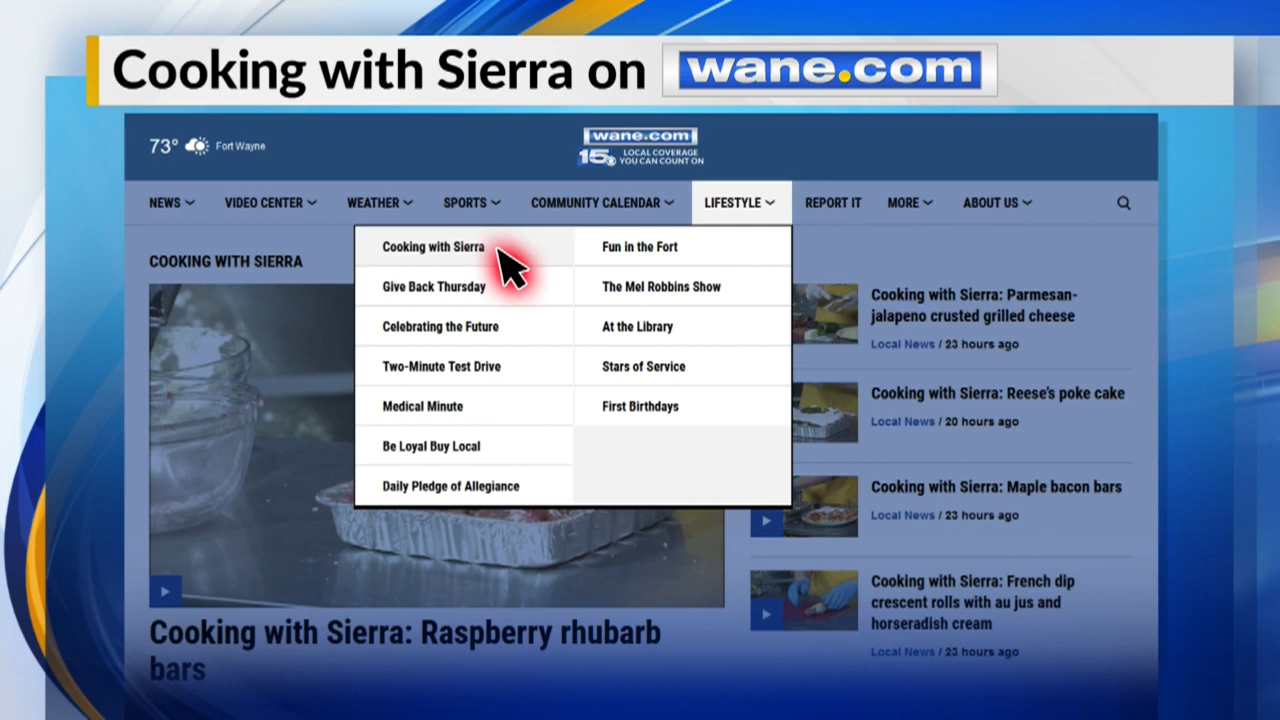 Cooking with Sierra on wane.com
73° Fort Wayne
wane.com
15 LOCAL COVERAGE
YOU CAN COUNT ON
NEWS VIDEO CENTER WEATHER SPORTS COMMUNITY CALENDAR LIFESTYLE REPORT IT MORE ABOUT US
COOKING WITH SIERRA
Cooking with Sierra
Give Back Thursday
Celebrating the Future
Two-Minute Test Drive
Medical Minute
Be Loyal Buy Local
Daily Pledge of Allegiance
Fun in the Fort
The Mel Robbins Show
At the Library
Stars of Service
First Birthdays
Cooking with Sierra: Raspberry rhubarb
bars
Cooking with Sierra: Parmesan-
jalapeno crusted grilled cheese
Local News / 23 hours ago
Cooking with Sierra: Reese's poke cake
Local News / 20 hours ago
Cooking with Sierra: Maple bacon bars
Local News / 23 hours ago
Cooking with Sierra: French dip
crescent rolls with au jus and
horseradish cream
Local News / 23 hours ago